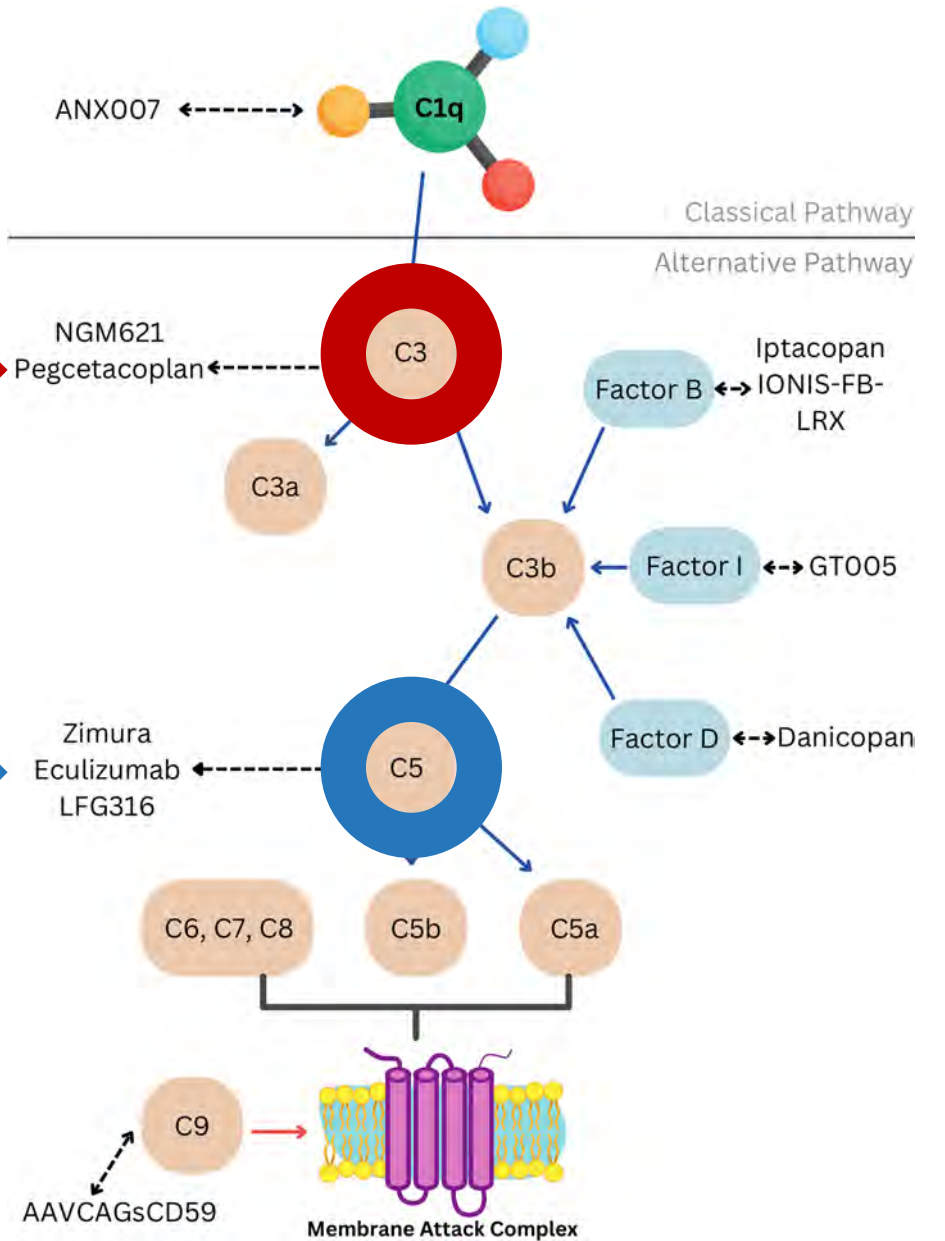 ANX007
C1q
Classical Pathway
Alternative Pathway
NGM621
Pegcetacoplan
C3
Factor B
Iptacopan
IONIS-FB-
LRX
C3a
C3b
Factor I
GT005
Zimura
Eculizumab
LFG316
C5
Factor D
Danicopan
C6, C7, C8
C5b
C5a
C9
AAVCAGsCD59
Membrane Attack Complex